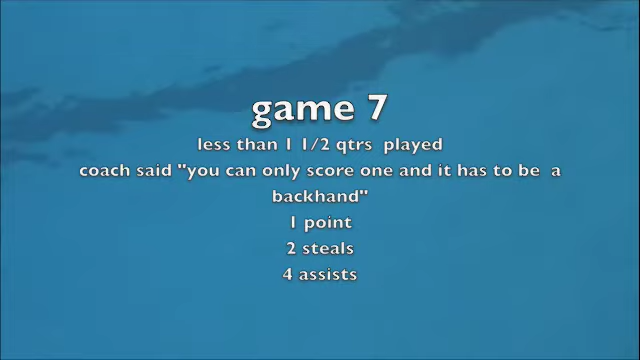 game 7
less than 1 1/2 qtrs played
coach said "you can only score one and it has to be a
backhand"
1 point
2 steals
4 assists